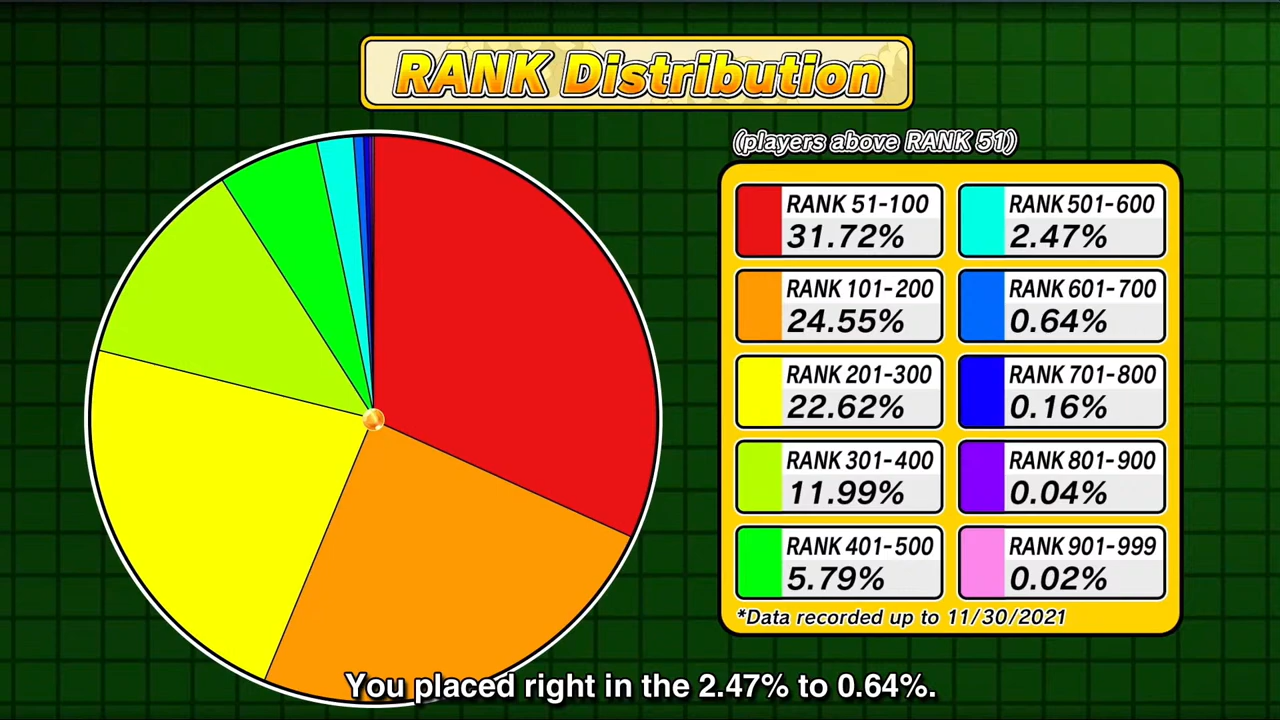 RANK Distribution
(players above RANK 51)
RANK 51-100
31.72%
RANK 101-200
24.55%
RANK 201-300
22.62%
RANK 301-400
11.99%
RANK 401-500
5.79%
RANK 501-600
2.47%
RANK 601-700
0.64%
RANK 701-800
0.16%
RANK 801-900
0.04%
RANK 901-999
0.02%
*Data recorded up to 11/30/2021
You placed right in the 2.47% to 0.64%.